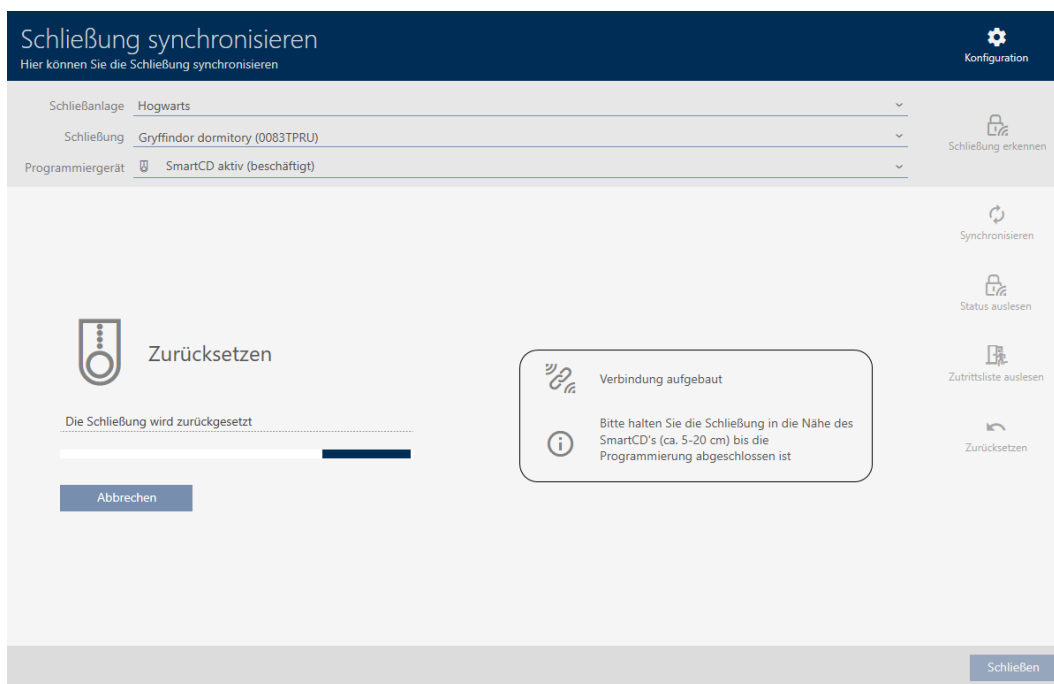 Schließung synchronisieren
Hier können Sie die Schließung synchronisieren
Konfiguration
Schließanlage Hogwarts
Schließung Gryffindor dormitory (0083TPRU)
Programmiergerät SmartCD aktiv (beschäftigt)
Schließung erkennen
Synchronisieren
Status auslesen
Zutrittsliste auslesen
Zurücksetzen
Zurücksetzen
Die Schließung wird zurückgesetzt
Abbrechen
Verbindung aufgebaut
Bitte halten Sie die Schließung in die Nähe des
SmartCD's (ca. 5-20 cm) bis die
Programmierung abgeschlossen ist
Schließen